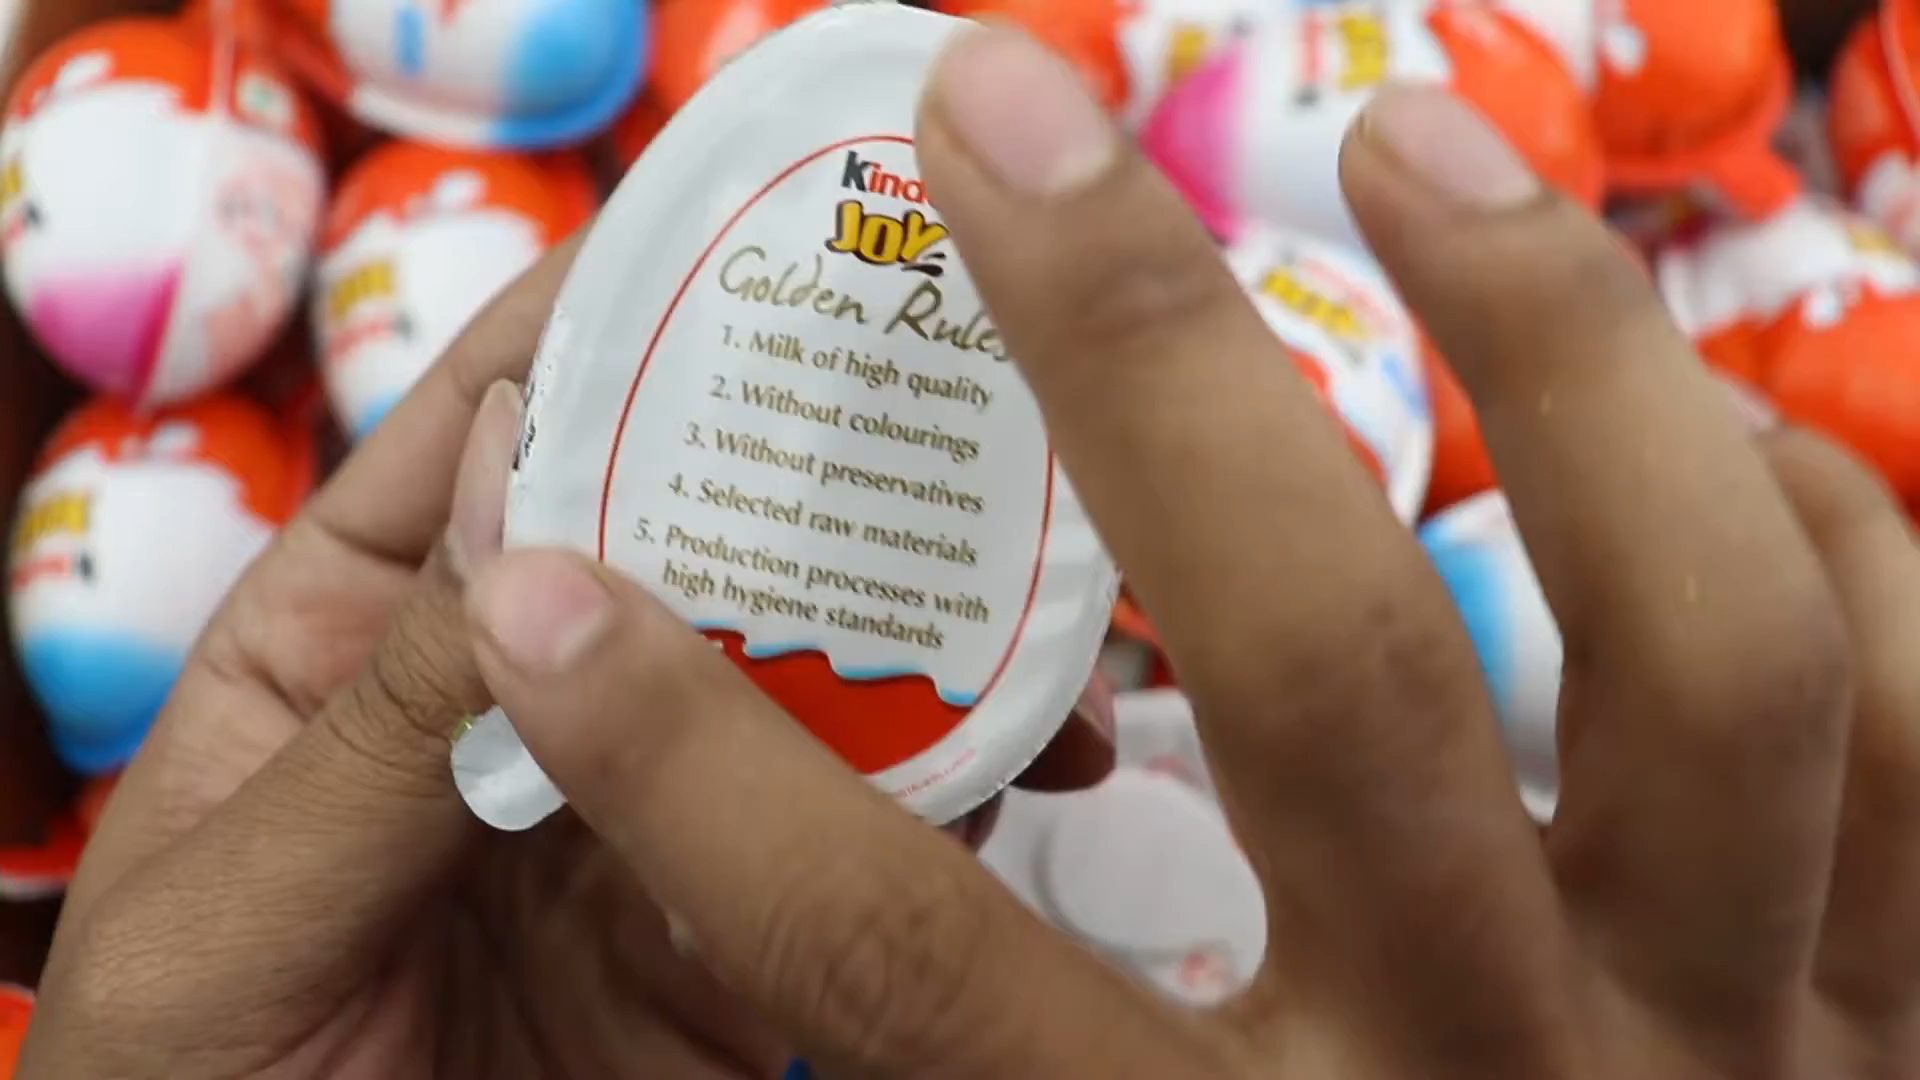 Kind
JOY
Golden Rules
1. Milk of high quality
2. Without colourings
3. Without preservatives
4. Selected raw materials
5. Production processes with
high hygiene standards